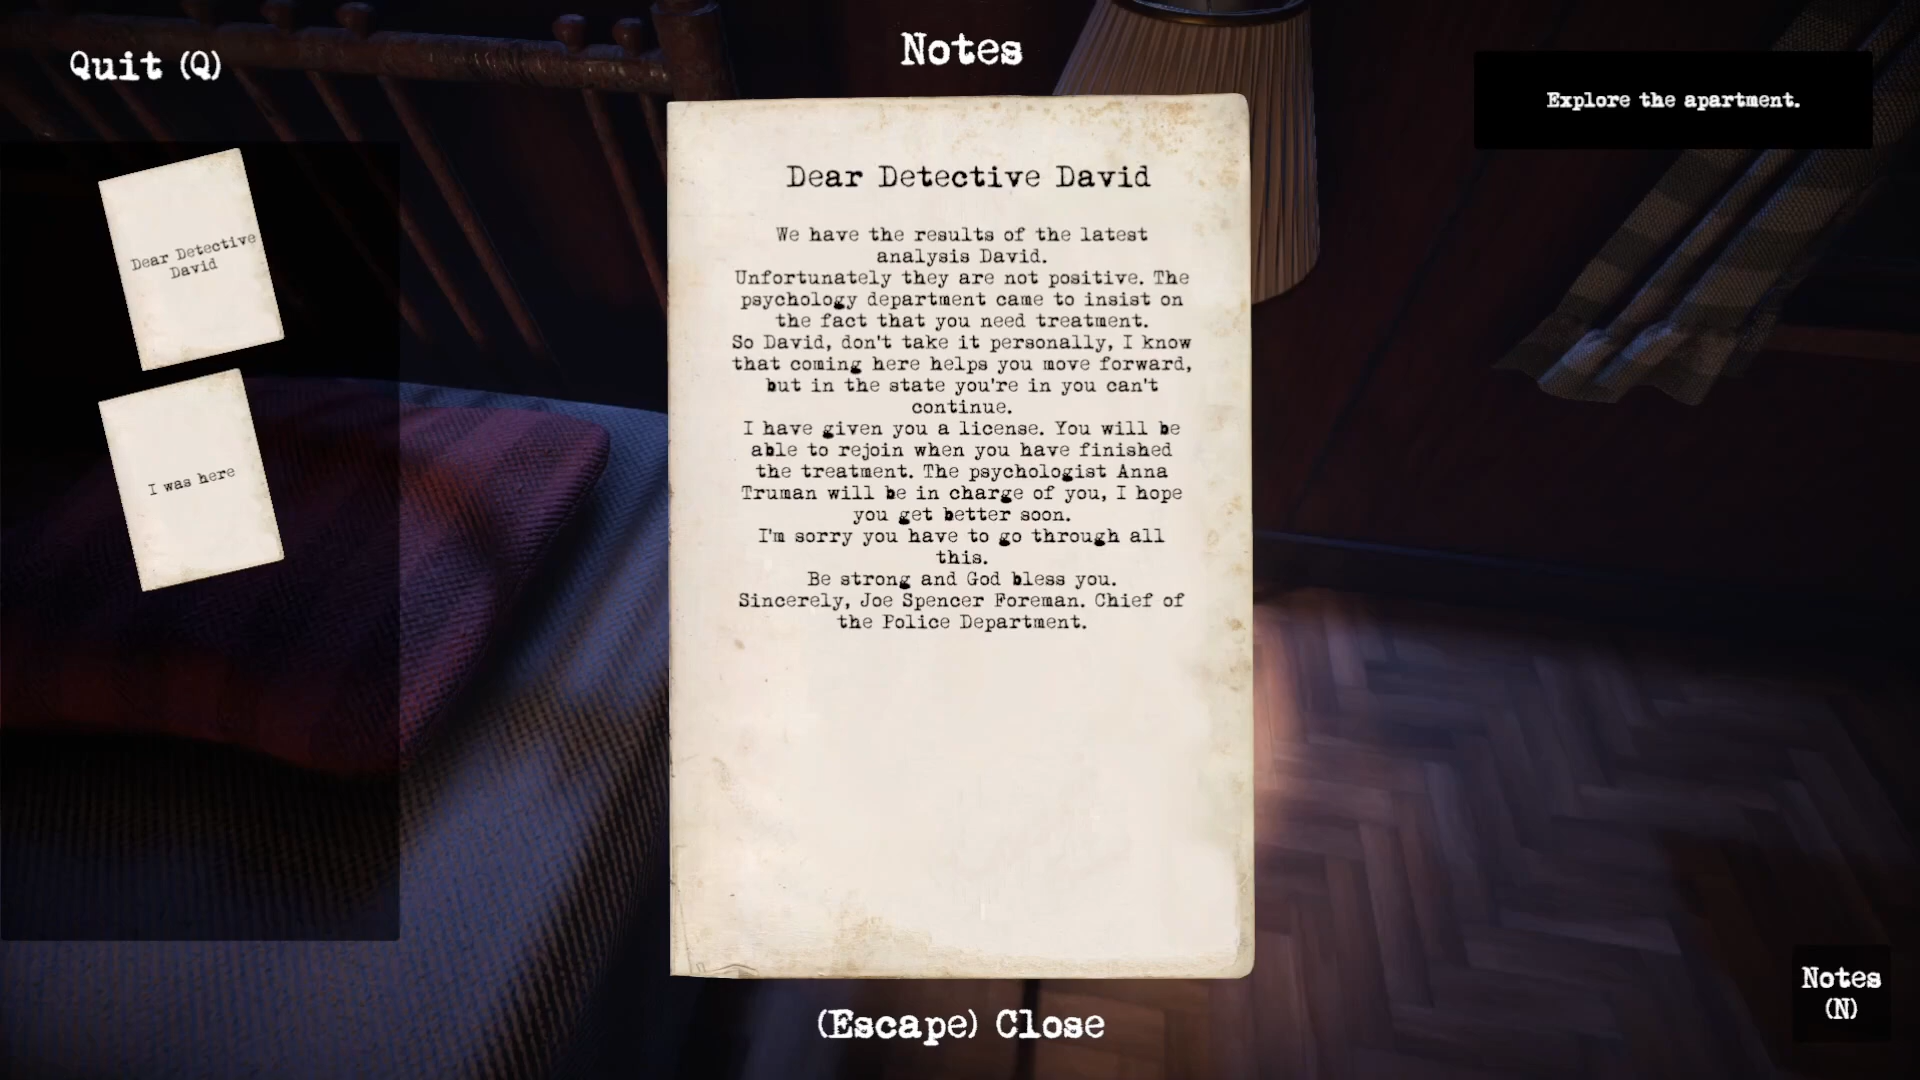 Quit (Q)
Notes
Explore the apartment.
Dear Detective
David
I was here
Dear Detective David
We have the results of the latest
analysis David.
Unfortunately they are not positive. The
psychology department came to insist on
the fact that you need treatment.
So David, don't take it personally, I know
that coming here helps you move forward,
but in the state you're in you can't
continue.
I have given you a license. You will be
able to rejoin when you have finished
the treatment. The psychologist Anna
Truman will be in charge of you, I hope
you get better soon.
I'm sorry you have to go through all
this.
Be strong and God bless you.
Sincerely, Joe Spencer Foreman. Chief of
the Police Department.
(Escape) Close
Notes
(N)